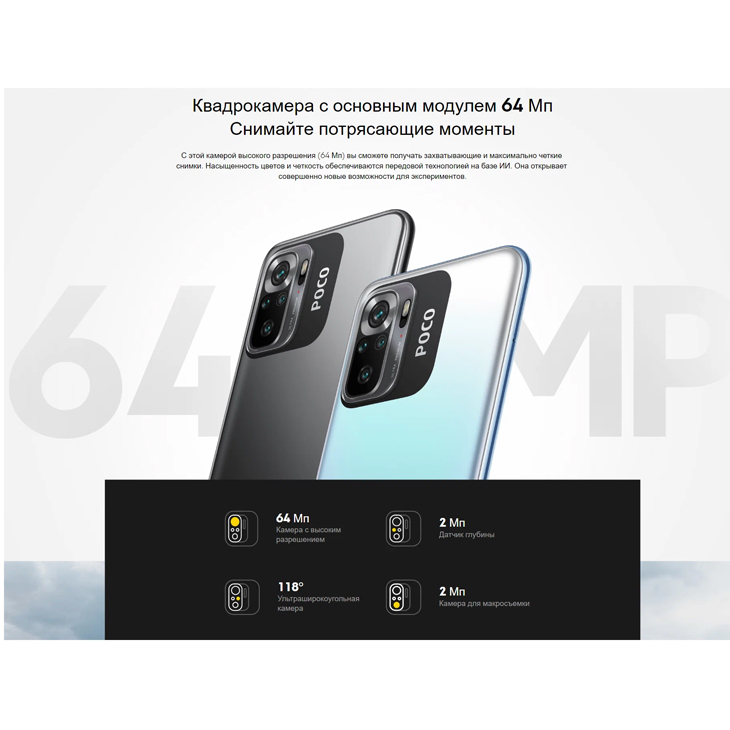 Квадрокамера с основным модулем 64 Мп
Снимайте потрясающие моменты
С этой камерой высокого разрешения (64 Мп) вы сможете получать захватывающие и максимально четкие
снимки. Насыщенность цветов и четкость обеспечиваются передовой технологией на базе ИИ. Она открывает
совершенно новые возможности для экспериментов.
64 MP
POCO
POCO
64 Мп
Камера с высоким
разрешением
2 Мп
Датчик глубины
118°
Ультраширокоугольная
камера
2 Мп
Камера для макросъемки